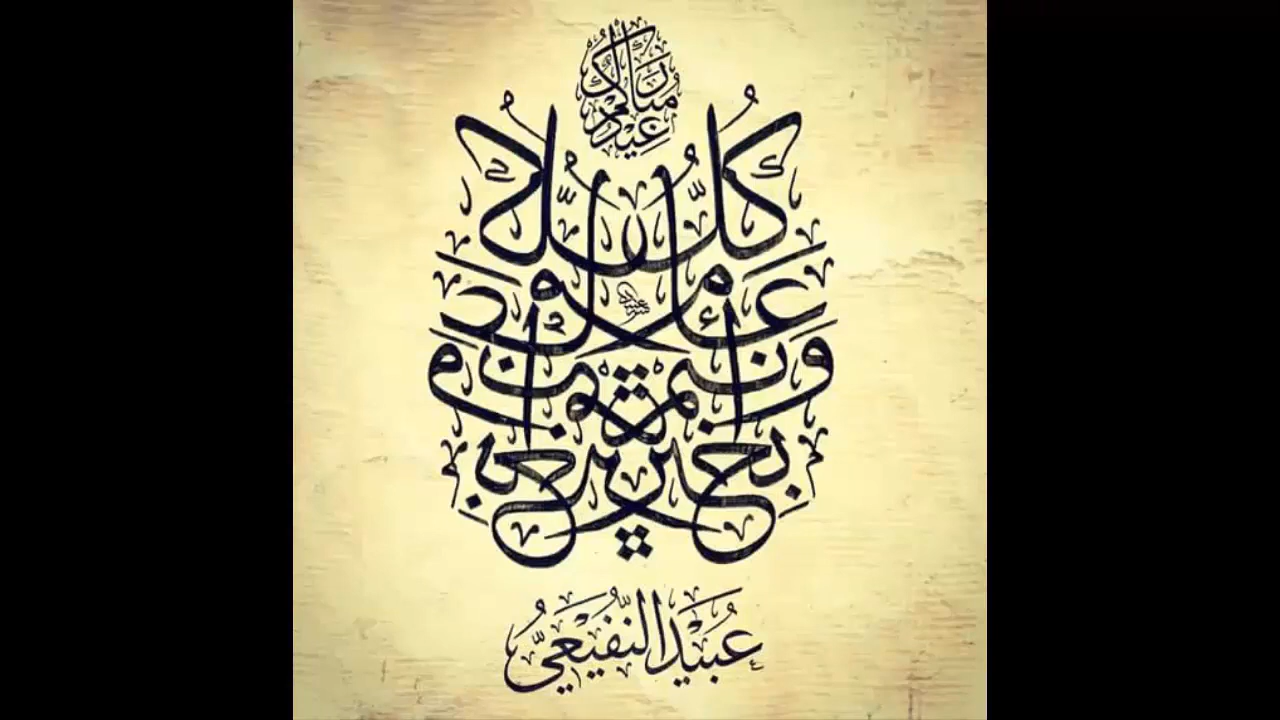 عيدكم مبارك
كل
عام
وأنتم
بخير
عبيد النفيعي